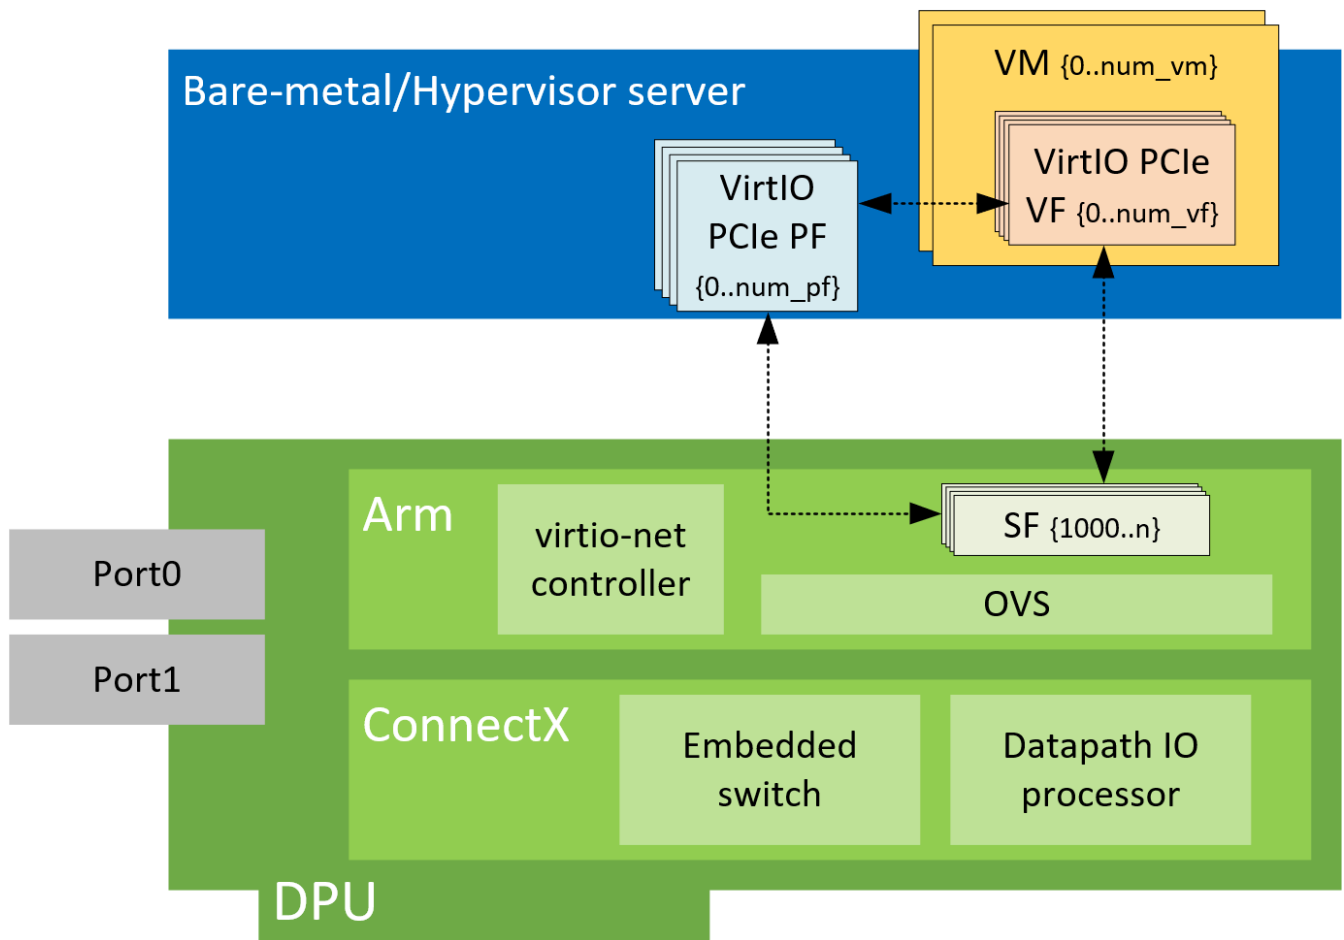 Bare-metal/Hypervisor server
VM {0..num_vm}
VirtIO
PCIe PF
{0..num_pf}
VirtIO PCIe
VF {0..num_vf}
Arm
virtio-net
controller
SF {1000..n}
OVS
Port0
Port1
ConnectX
Embedded
switch
Datapath IO
processor
DPU